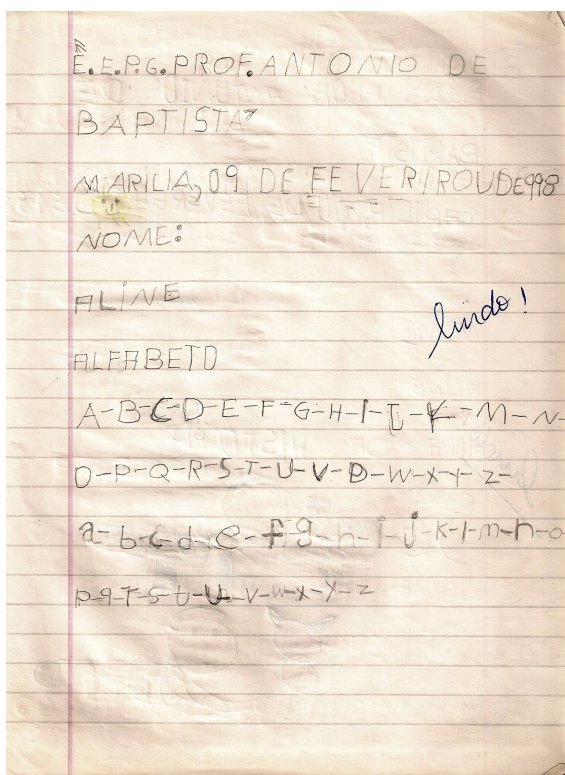 E.E.P.G. PROF. ANTONIO DE
BAPTISTA
MARILIA, 09 DE FEVERIROUDE998
NOME:
ALINE
lindo!
ALFABETO
A-B-C-D-E-F-G-H-I-J-K-M-N-
O-P-Q-R-S-T-U-V-D-W-X-Y-Z-
a-b-c-d-e-f-g-h-i-j-k-l-m-n-o
p-q-r-s-t-u-v-w-x-y-z